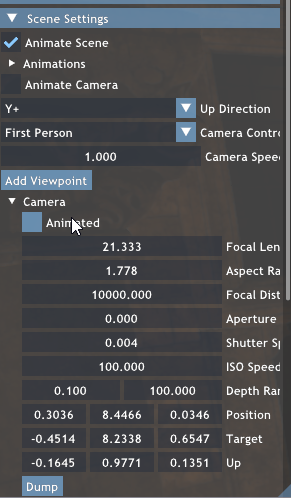 Scene Settings
Animate Scene
Animations
Animate Camera
Y+ Up Direction
First Person Camera Contro
1.000 Camera Spee
Add Viewpoint
Camera
Animated
21.333 Focal Len
1.778 Aspect Ra
10000.000 Focal Dist
0.000 Aperture
0.004 Shutter Sp
100.000 ISO Speed
0.100 100.000 Depth Ran
0.3036 8.4466 0.0346 Position
-0.4514 8.2338 0.6547 Target
-0.1645 0.9771 0.1351 Up
Dump